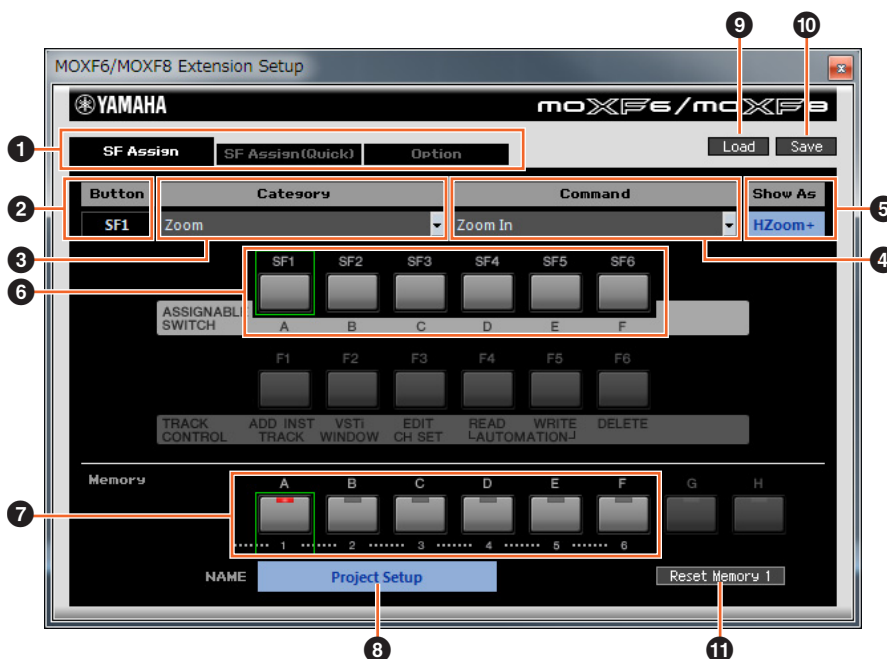 9 10
MOXF6/MOXF8 Extension Setup
YAMAHA MOXF6/MOXF8
1 SF Assign SF Assign(Quick) Option Load Save
2 Button Category Command Show As 5
SF1 Zoom Zoom In HZoom+
3 4
6 SF1 SF2 SF3 SF4 SF5 SF6
ASSIGNABLE
SWITCH A B C D E F
F1 F2 F3 F4 F5 F6
TRACK ADD INST VSTi EDIT READ WRITE DELETE
CONTROL TRACK WINDOW CH SET AUTOMATION
Memory A B C D E F G H
7
1 2 3 4 5 6
NAME Project Setup Reset Memory 1
8 11